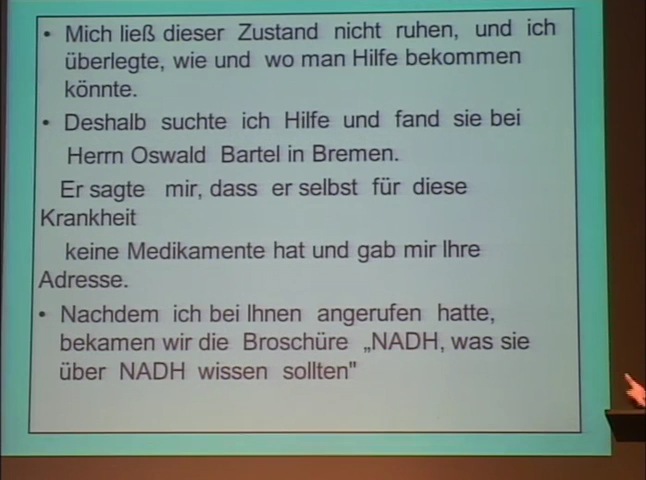 • Mich ließ dieser Zustand nicht ruhen, und ich
überlegte, wie und wo man Hilfe bekommen
könnte.
• Deshalb suchte ich Hilfe und fand sie bei
Herrn Oswald Bartel in Bremen.
Er sagte mir, dass er selbst für diese
Krankheit
keine Medikamente hat und gab mir Ihre
Adresse.
• Nachdem ich bei Ihnen angerufen hatte,
bekamen wir die Broschüre „NADH, was sie
über NADH wissen sollten"